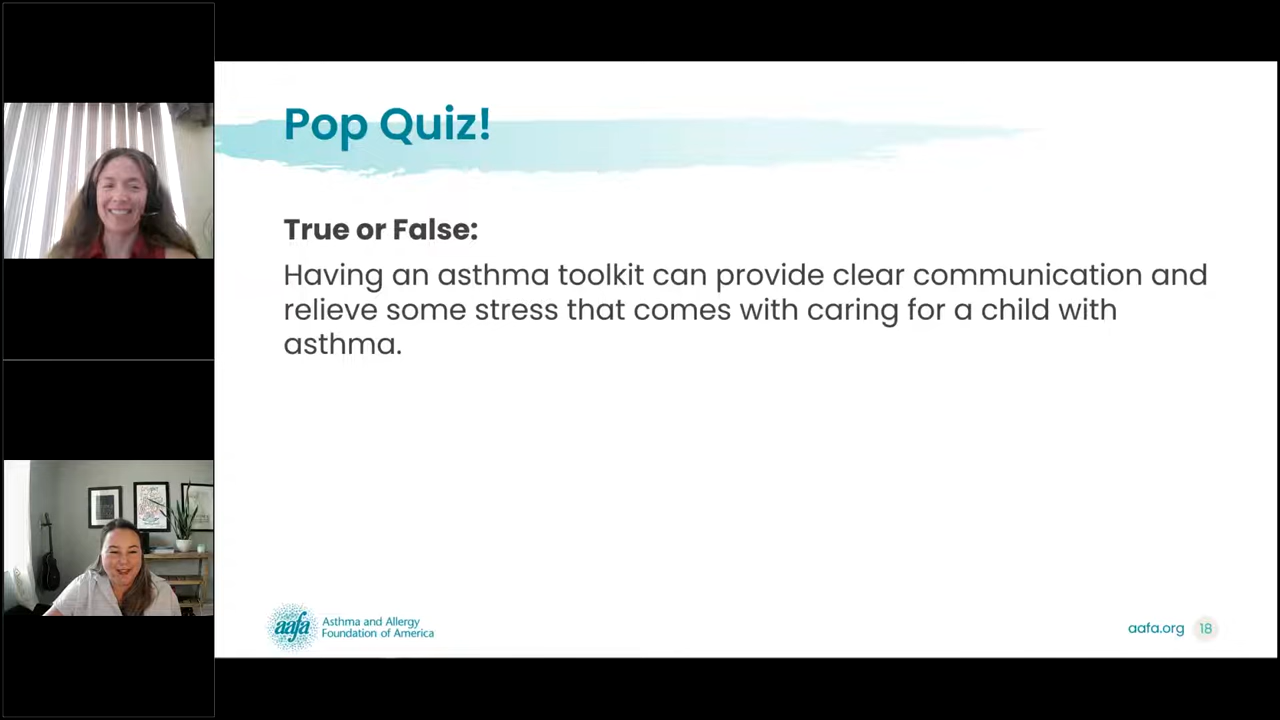 Pop Quiz!
True or False:
Having an asthma toolkit can provide clear communication and
relieve some stress that comes with caring for a child with
asthma.
aafa
Asthma and Allergy
Foundation of America
aafa.org 18